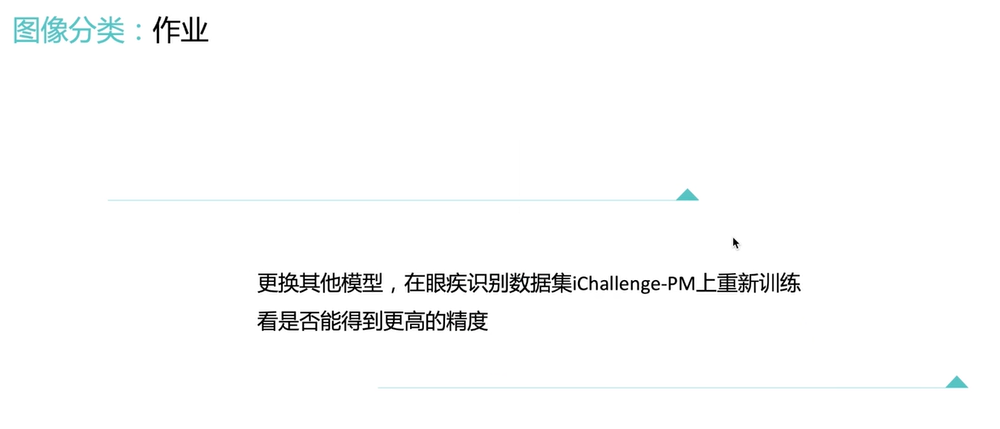 图像分类：作业
更换其他模型，在眼疾识别数据集iChallenge-PM上重新训练
看是否能得到更高的精度